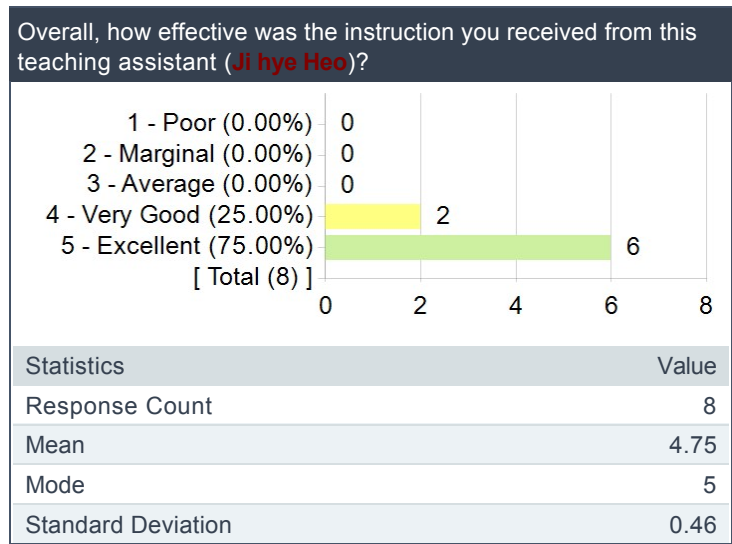 Overall, how effective was the instruction you received from this
teaching assistant (Ji hye Heo)?
1 - Poor (0.00%) 0
2 - Marginal (0.00%) 0
3 - Average (0.00%) 0
4 - Very Good (25.00%) 2
5 - Excellent (75.00%) 6
[ Total (8) ]
0 2 4 6 8
Statistics Value
Response Count 8
Mean 4.75
Mode 5
Standard Deviation 0.46